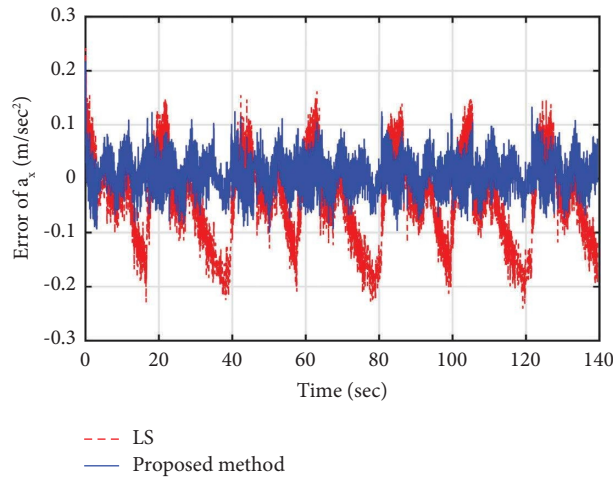 0.3
0.2
0.1
0
-0.1
-0.2
-0.3
Error of aₓ (m/sec²)
0 20 40 60 80 100 120 140
Time (sec)
LS
Proposed method